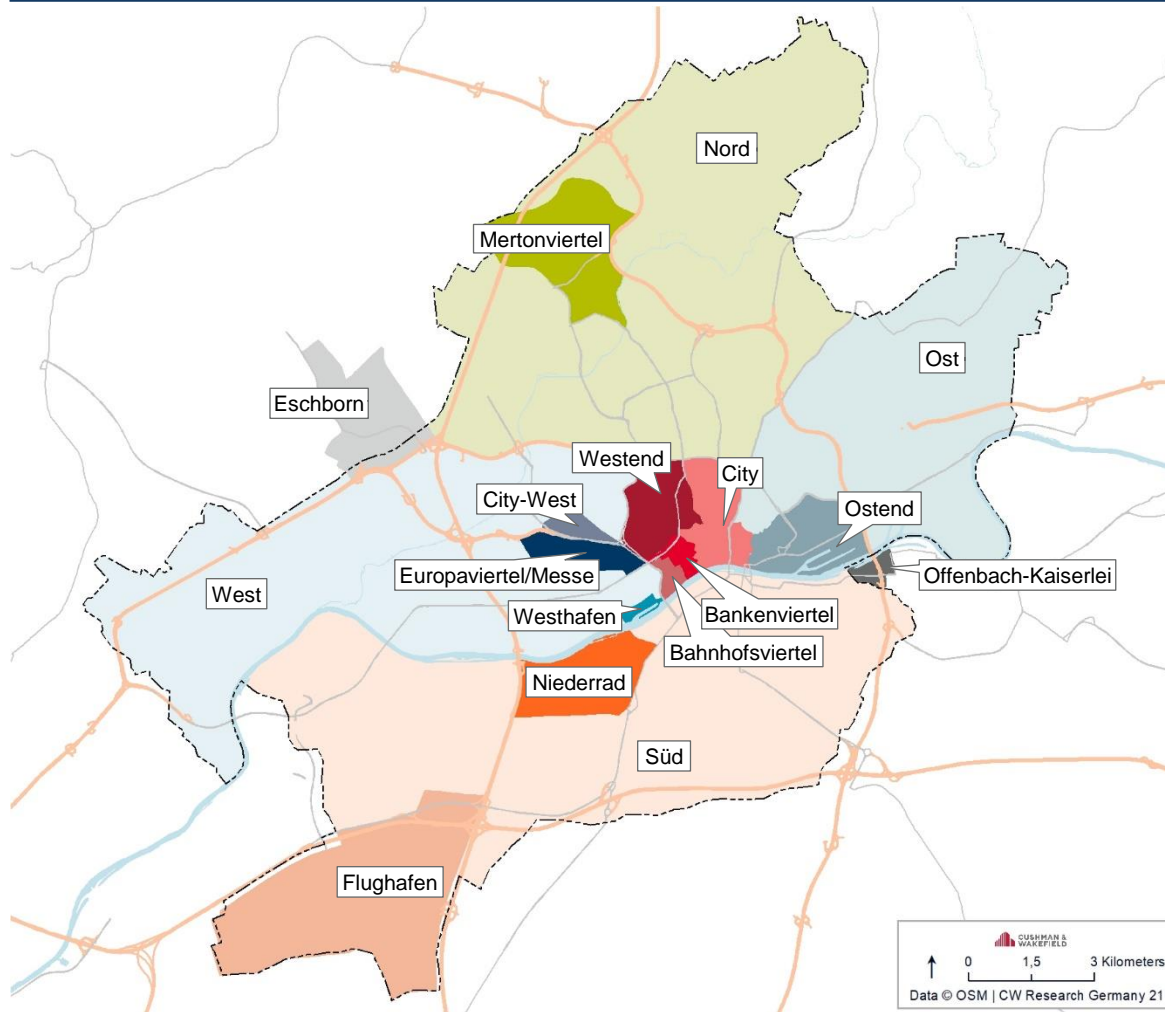 Nord
Mertonviertel
Ost
Eschborn
Westend
City
City-West
Ostend
Europaviertel/Messe
Offenbach-Kaiserlei
West
Westhafen
Bankenviertel
Bahnhofsviertel
Niederrad
Süd
Flughafen
CUSHMAN &
WAKEFIELD
0 1,5 3 Kilometers
Data © OSM | CW Research Germany 21